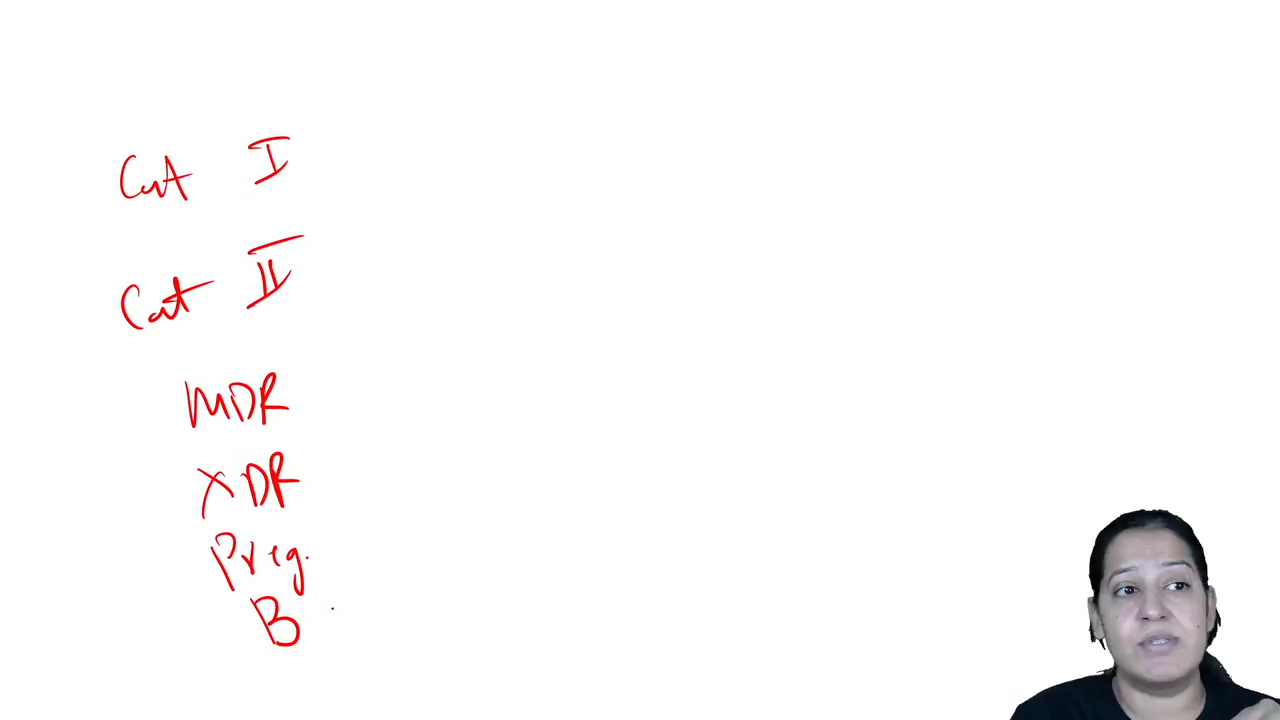 Cat I
Cat II
MDR
XDR
Preg.
B